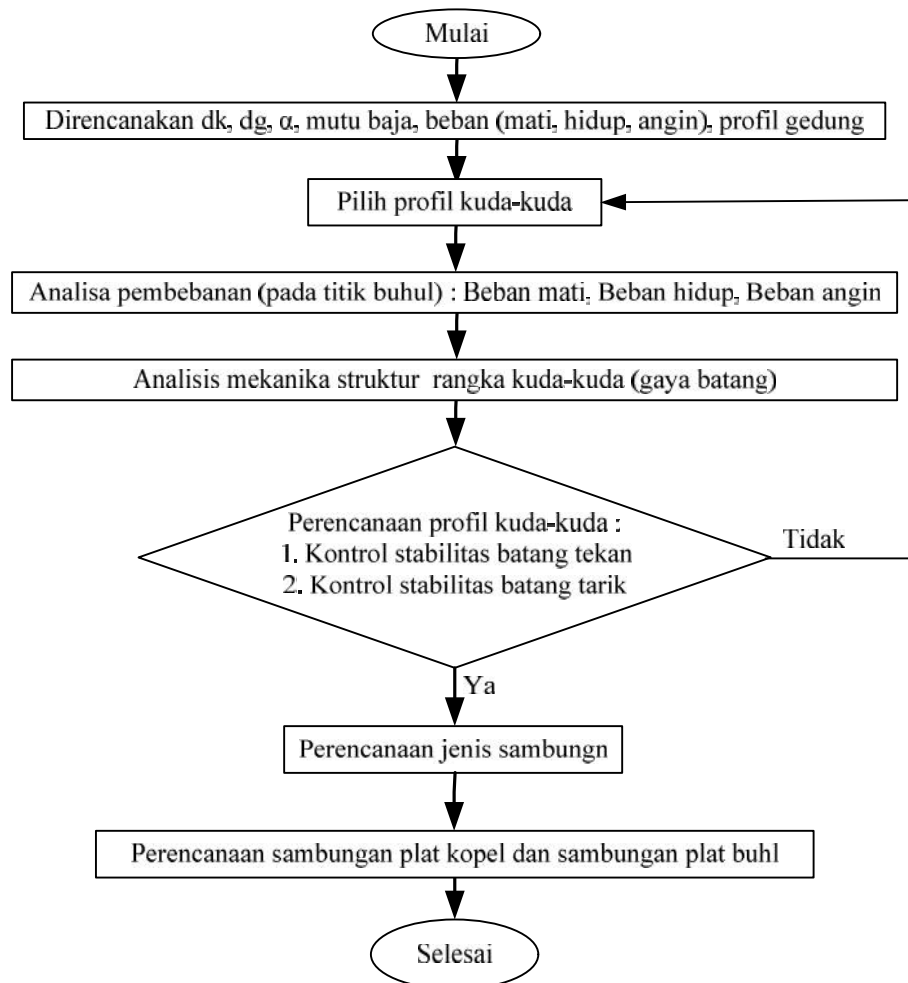 Mulai
Direncanakan dk, dg, α, mutu baja, beban (mati, hidup, angin), profil gedung
Pilih profil kuda-kuda
Analisa pembebanan (pada titik buhul) : Beban mati, Beban hidup, Beban angin
Analisis mekanika struktur rangka kuda-kuda (gaya batang)
Perencanaan profil kuda-kuda :
1. Kontrol stabilitas batang tekan
2. Kontrol stabilitas batang tarik
Tidak
Ya
Perencanaan jenis sambungn
Perencanaan sambungan plat kopel dan sambungan plat buhl
Selesai